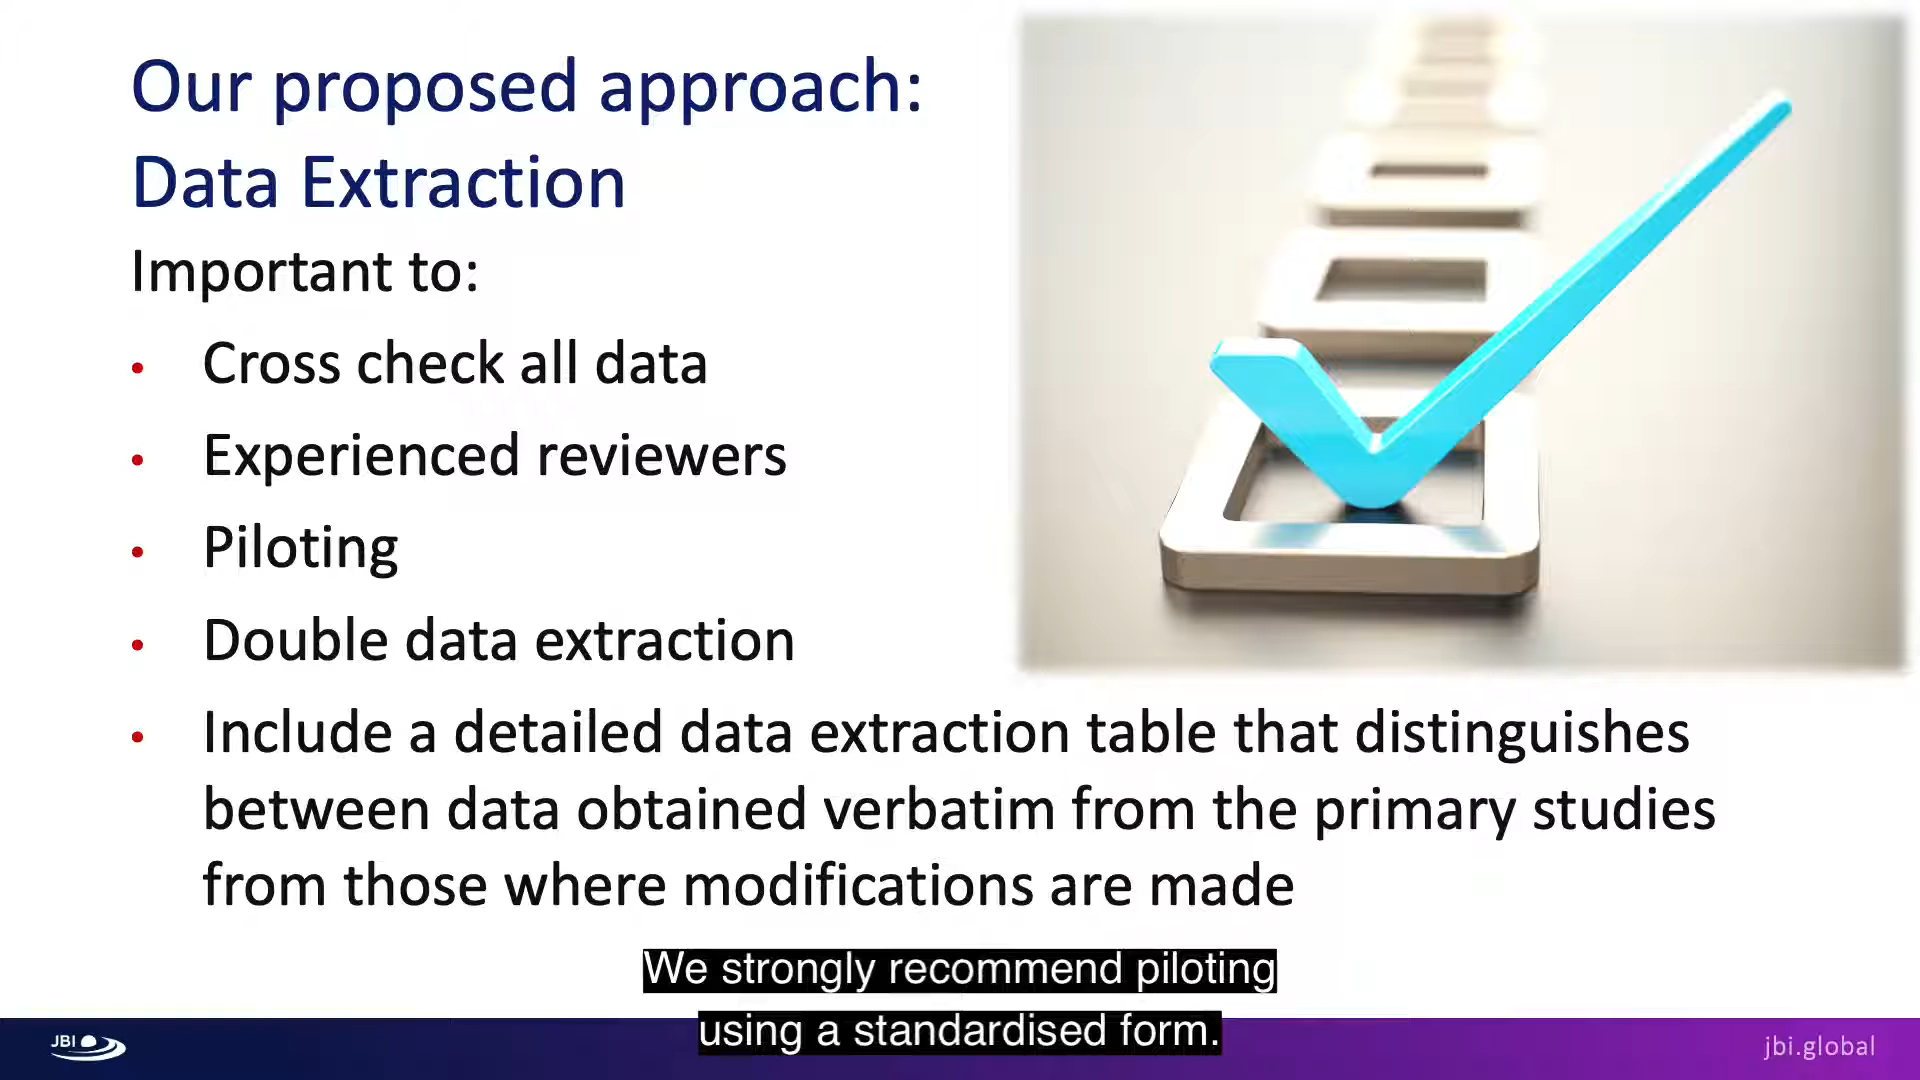 Our proposed approach:
Data Extraction
Important to:
• Cross check all data
• Experienced reviewers
• Piloting
• Double data extraction
• Include a detailed data extraction table that distinguishes
between data obtained verbatim from the primary studies
from those where modifications are made
We strongly recommend piloting
using a standardised form.
JBI
jbi.global